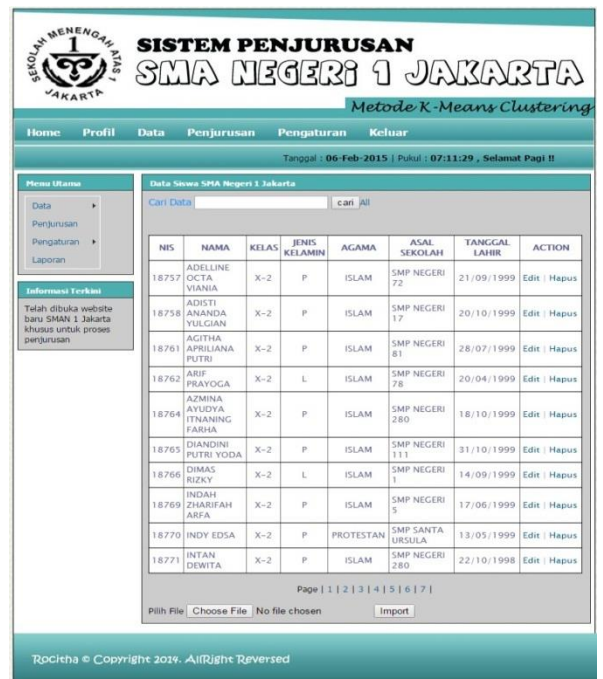 SEKOLAH MENENGAH ATAS 1
JAKARTA
SISTEM PENJURUSAN
SMA NEGERI 1 JAKARTA
Metode K-Means Clustering
Home Profil Data Penjurusan Pengaturan Keluar
Tanggal : 06-Feb-2015 | Pukul : 07:11:29 , Selamat Pagi !!
Menu Utama
Data
Penjurusan
Pengaturan
Laporan
Informasi Terkini
Telah dibuka website
baru SMAN 1 Jakarta
khusus untuk proses
penjurusan
Data Siswa SMA Negeri 1 Jakarta
Cari Data cari All
NIS NAMA KELAS JENIS KELAMIN AGAMA ASAL SEKOLAH TANGGAL LAHIR ACTION
18757 ADELLINE OCTA VIANIA X-2 P ISLAM SMP NEGERI 72 21/09/1999 Edit | Hapus
18758 ADISTI ANANDA YULGIAN X-2 P ISLAM SMP NEGERI 17 20/10/1999 Edit | Hapus
18761 AGITHA APRILIANA PUTRI X-2 P ISLAM SMP NEGERI 81 28/07/1999 Edit | Hapus
18762 ARIF PRAYOGA X-2 L ISLAM SMP NEGERI 78 20/04/1999 Edit | Hapus
18764 AZMINA AYUDYA ITNANING FARHA X-2 P ISLAM SMP NEGERI 280 18/10/1999 Edit | Hapus
18765 DIANDINI PUTRI YODA X-2 P ISLAM SMP NEGERI 111 31/10/1999 Edit | Hapus
18766 DIMAS RIZKY X-2 L ISLAM SMP NEGERI 1 14/09/1999 Edit | Hapus
18769 INDAH ZHARIFAH ARFA X-2 P ISLAM SMP NEGERI 5 17/06/1999 Edit | Hapus
18770 INDY EDSA X-2 P PROTESTAN SMP SANTA URSULA 13/05/1999 Edit | Hapus
18771 INTAN DEWITA X-2 P ISLAM SMP NEGERI 280 22/10/1998 Edit | Hapus
Page | 1 | 2 | 3 | 4 | 5 | 6 | 7 |
Pilih File Choose File No file chosen Import
Rocitha © Copyright 2014. AllRight Reversed